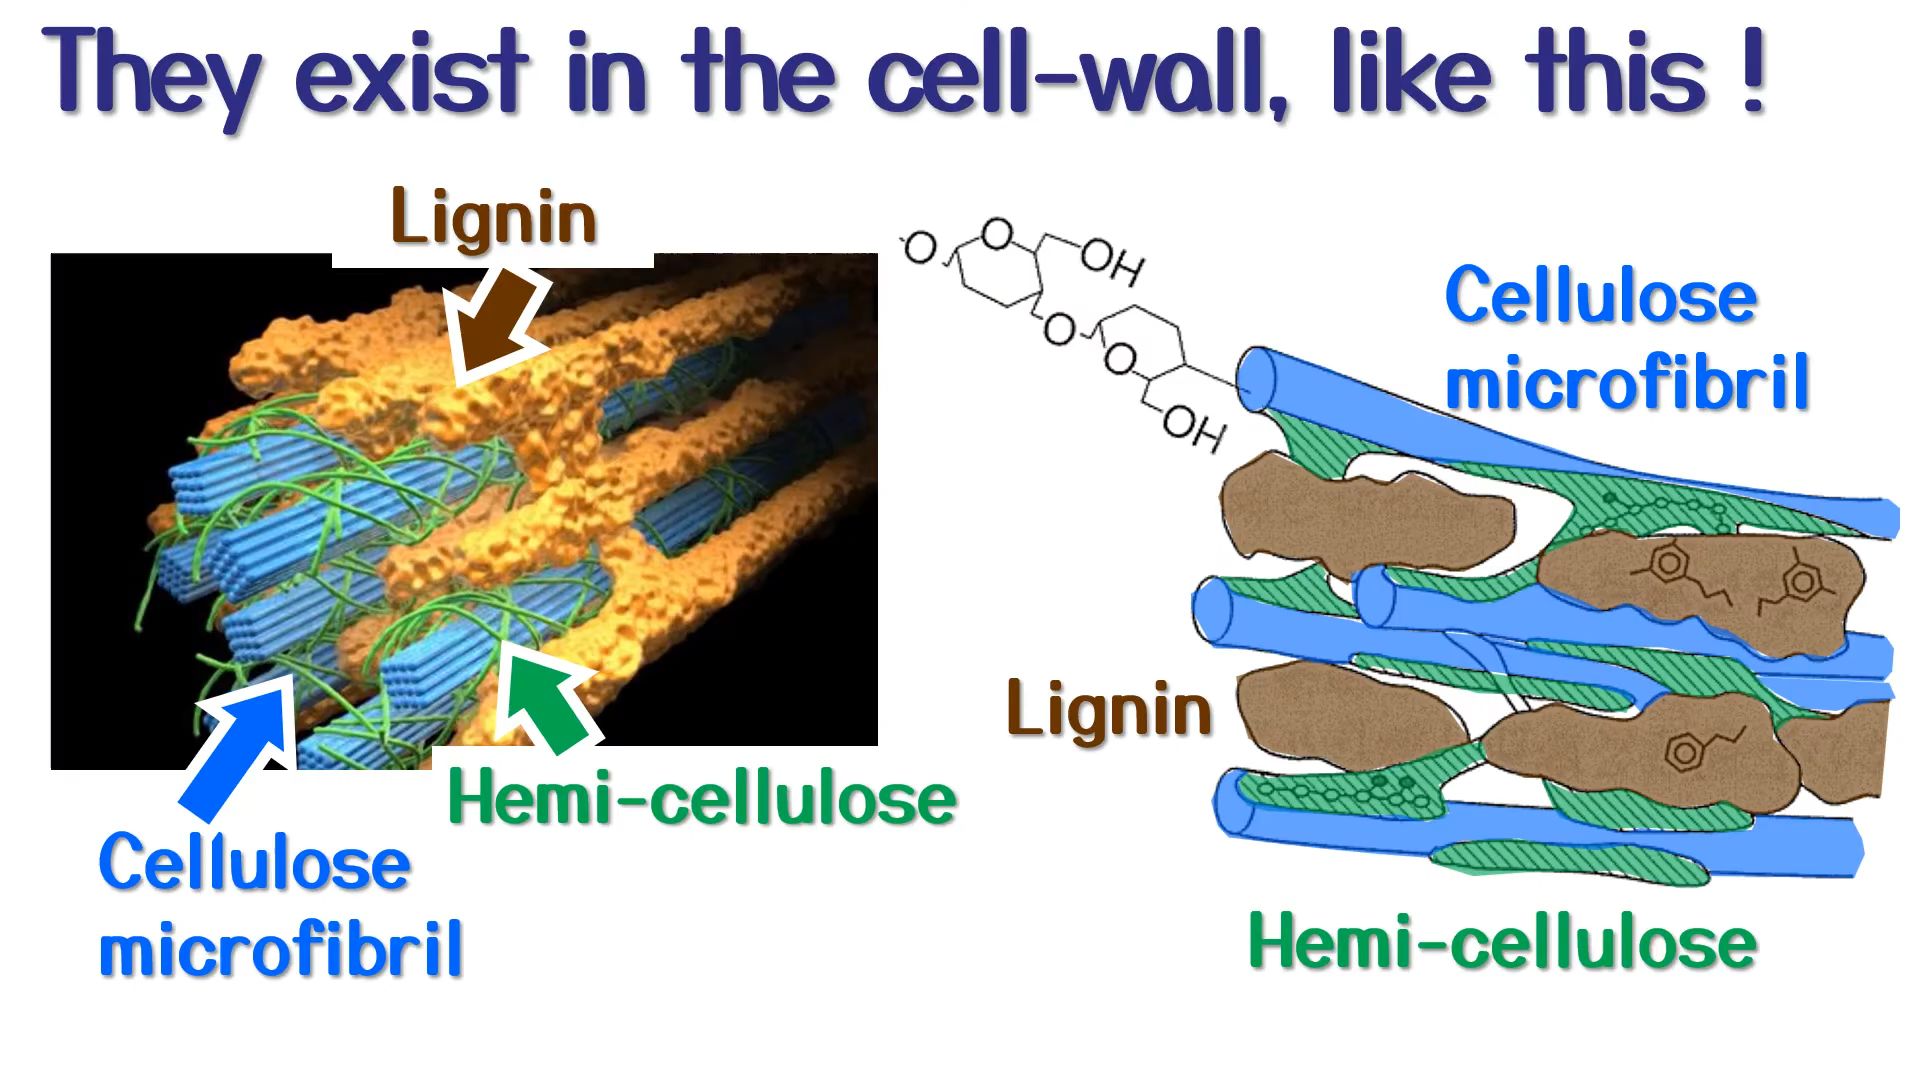 They exist in the cell-wall, like this !
Lignin
Hemi-cellulose
Cellulose
microfibril
O
O
OH
O
O
OH
Cellulose
microfibril
Lignin
Hemi-cellulose